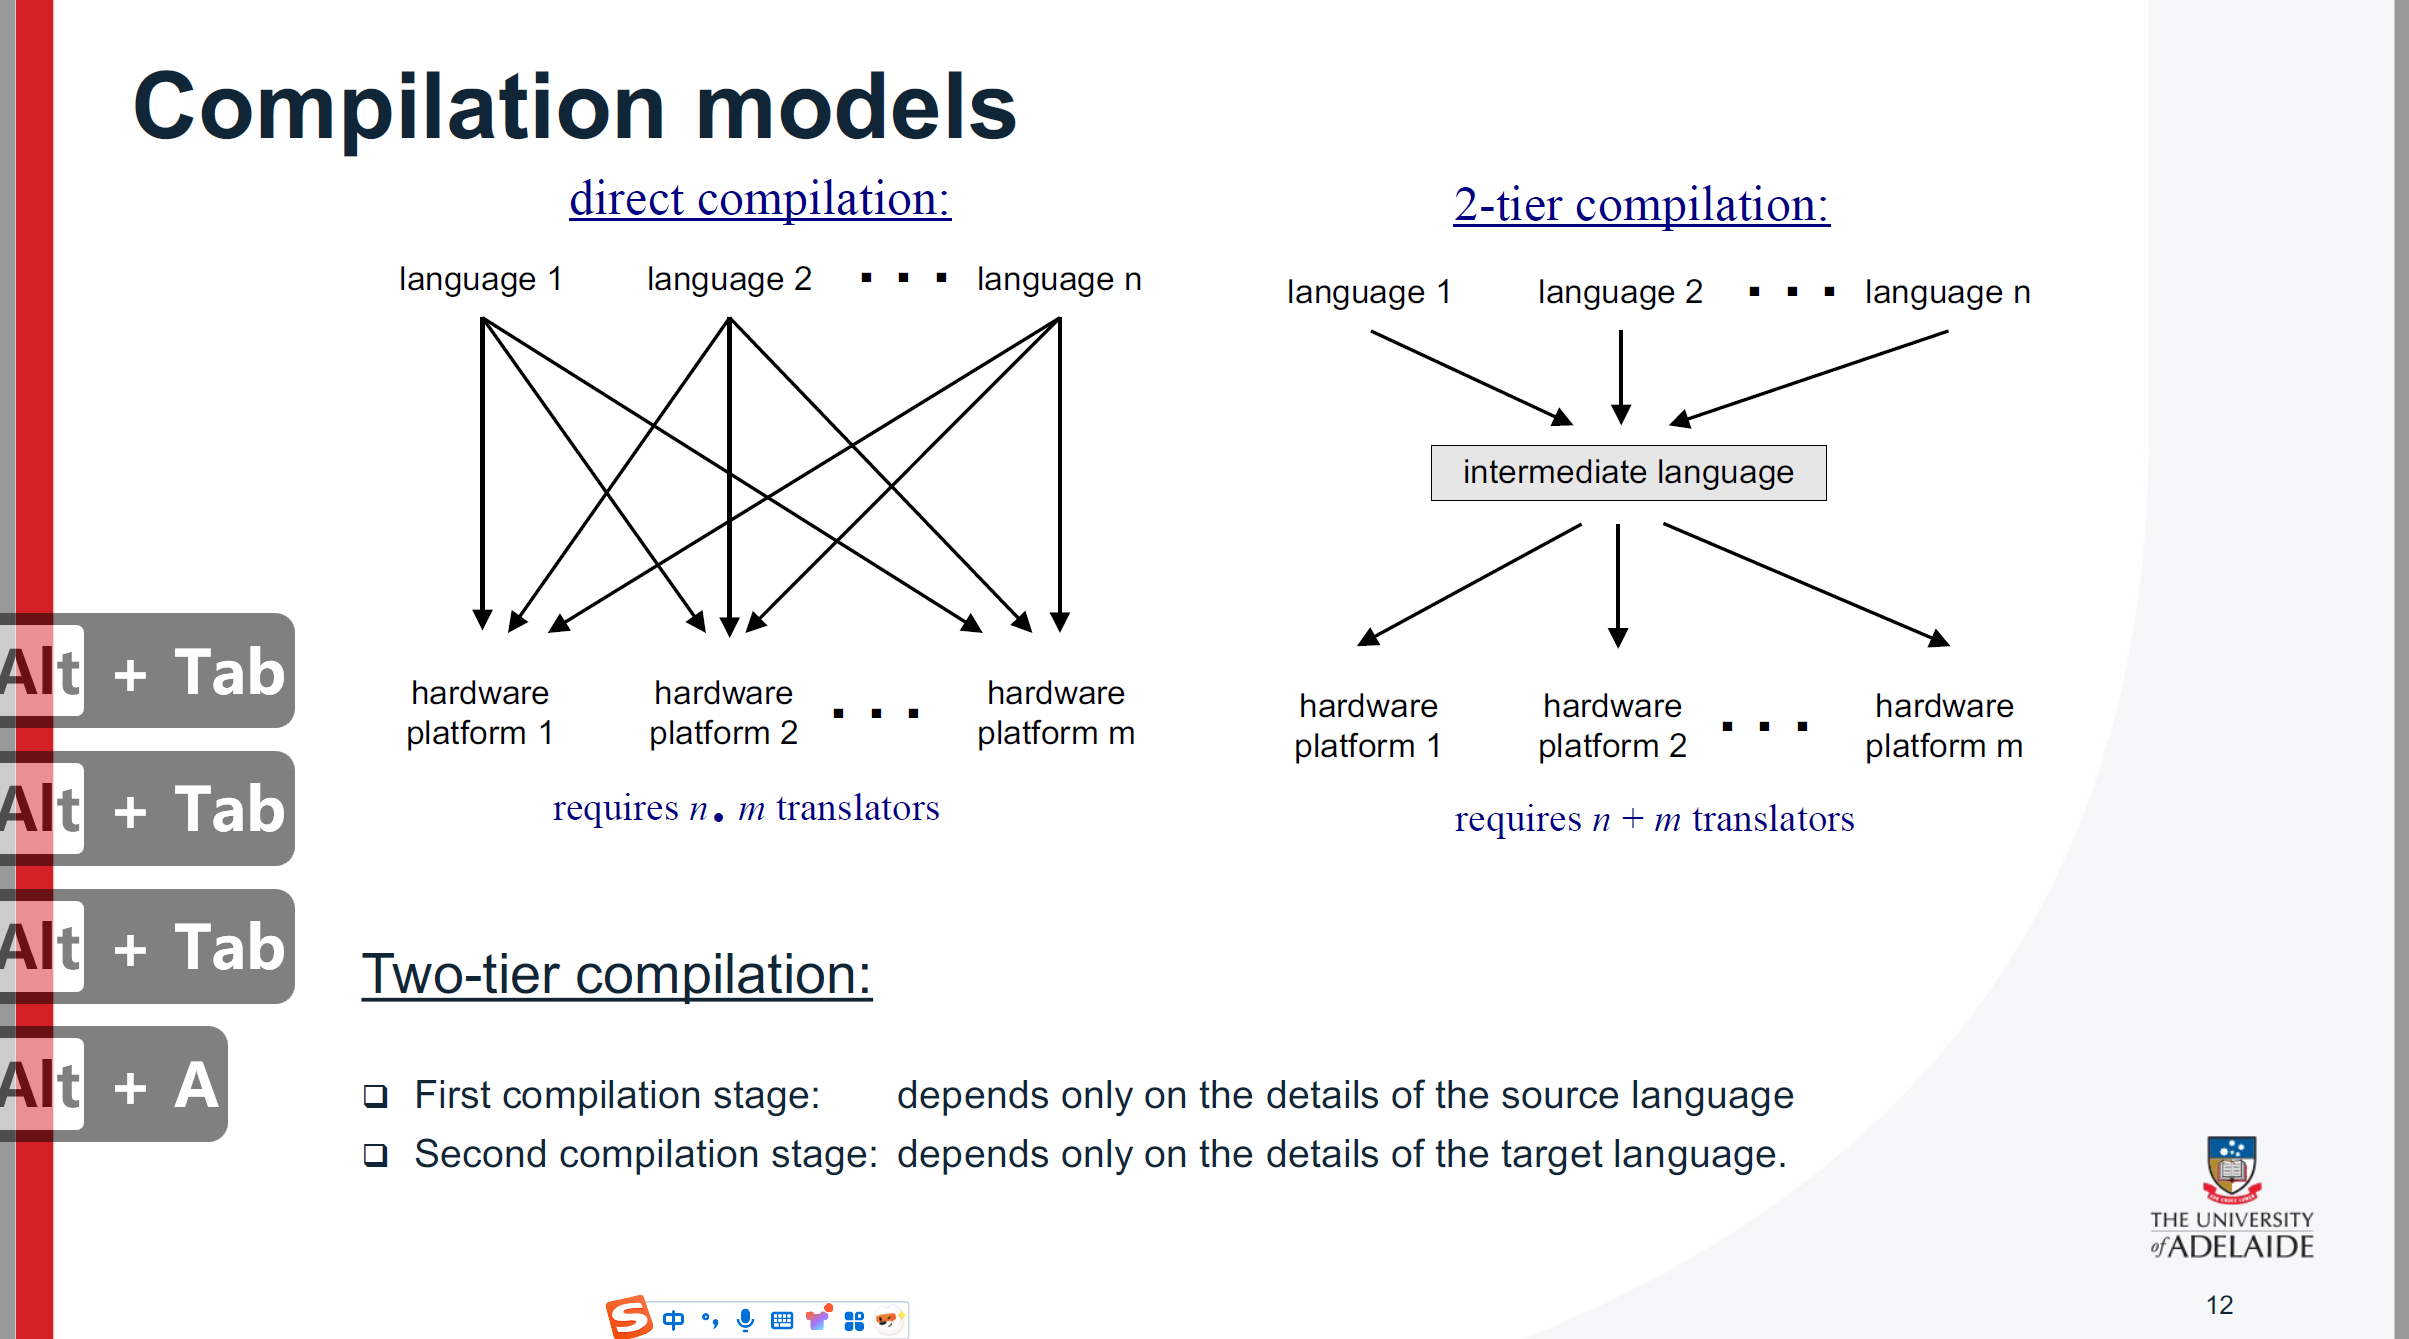 Compilation models
direct compilation:
2-tier compilation:
language 1 language 2 ▪ ▪ ▪ language n
language 1 language 2 ▪ ▪ ▪ language n
intermediate language
hardware platform 1 hardware platform 2 ▪ ▪ ▪ hardware platform m
hardware platform 1 hardware platform 2 ▪ ▪ ▪ hardware platform m
requires n • m translators
requires n + m translators
Two-tier compilation:
❑ First compilation stage: depends only on the details of the source language
❑ Second compilation stage: depends only on the details of the target language.
Alt + Tab
Alt + Tab
Alt + Tab
Alt + A
THE UNIVERSITY
of ADELAIDE
12
S 中 °,